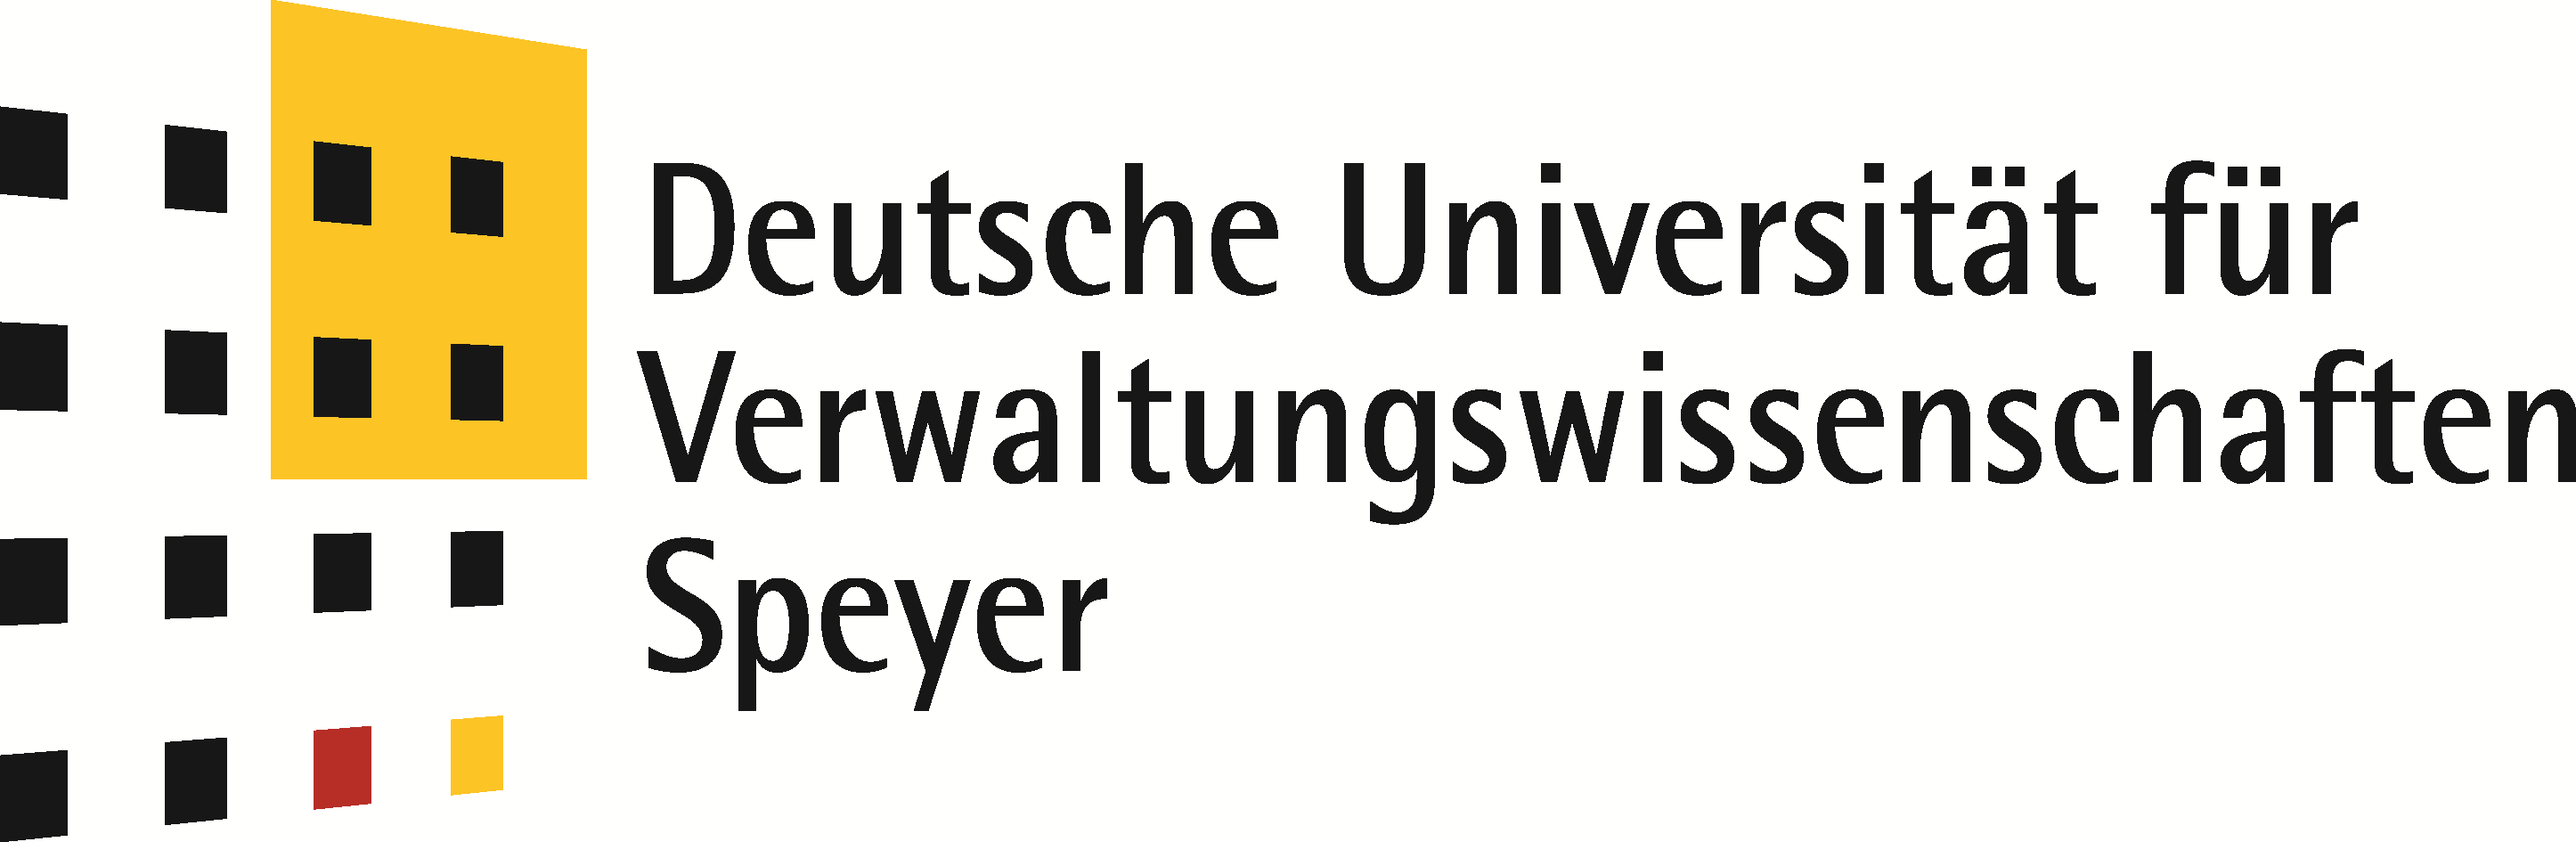 Deutsche Universität für
Verwaltungswissenschaften
Speyer